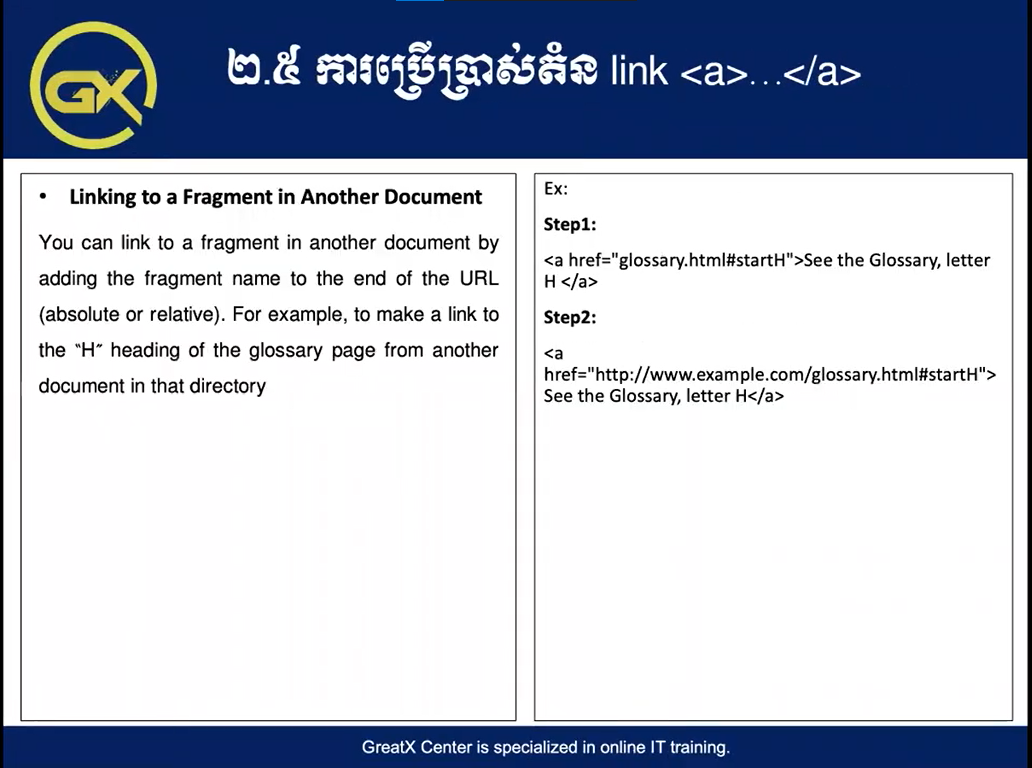 GX
២.៥ ការប្រើប្រាស់តំន link <a>...</a>
• Linking to a Fragment in Another Document
You can link to a fragment in another document by
adding the fragment name to the end of the URL
(absolute or relative). For example, to make a link to
the “H” heading of the glossary page from another
document in that directory
Ex:
Step1:
<a href="glossary.html#startH">See the Glossary, letter
H </a>
Step2:
<a
href="http://www.example.com/glossary.html#startH">
See the Glossary, letter H</a>
GreatX Center is specialized in online IT training.